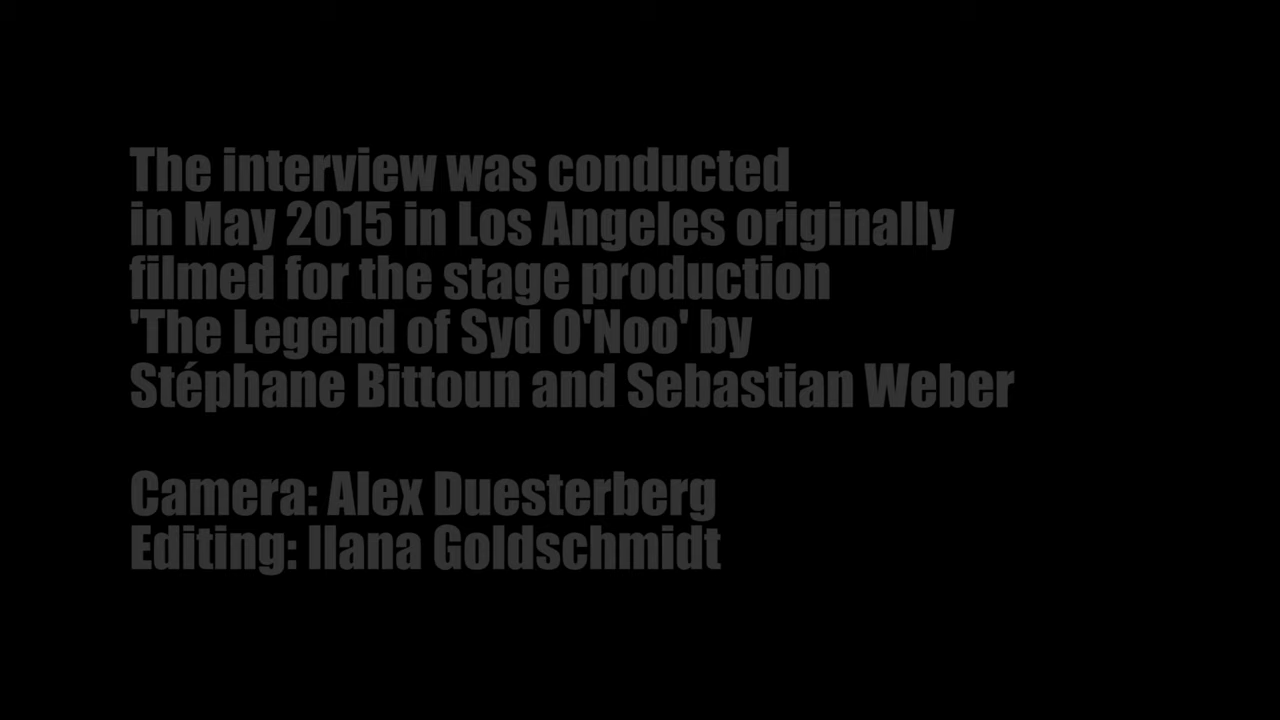 The interview was conducted
in May 2015 in Los Angeles originally
filmed for the stage production
'The Legend of Syd O'Noo' by
Stéphane Bittoun and Sebastian Weber
Camera: Alex Duesterberg
Editing: Ilana Goldschmidt